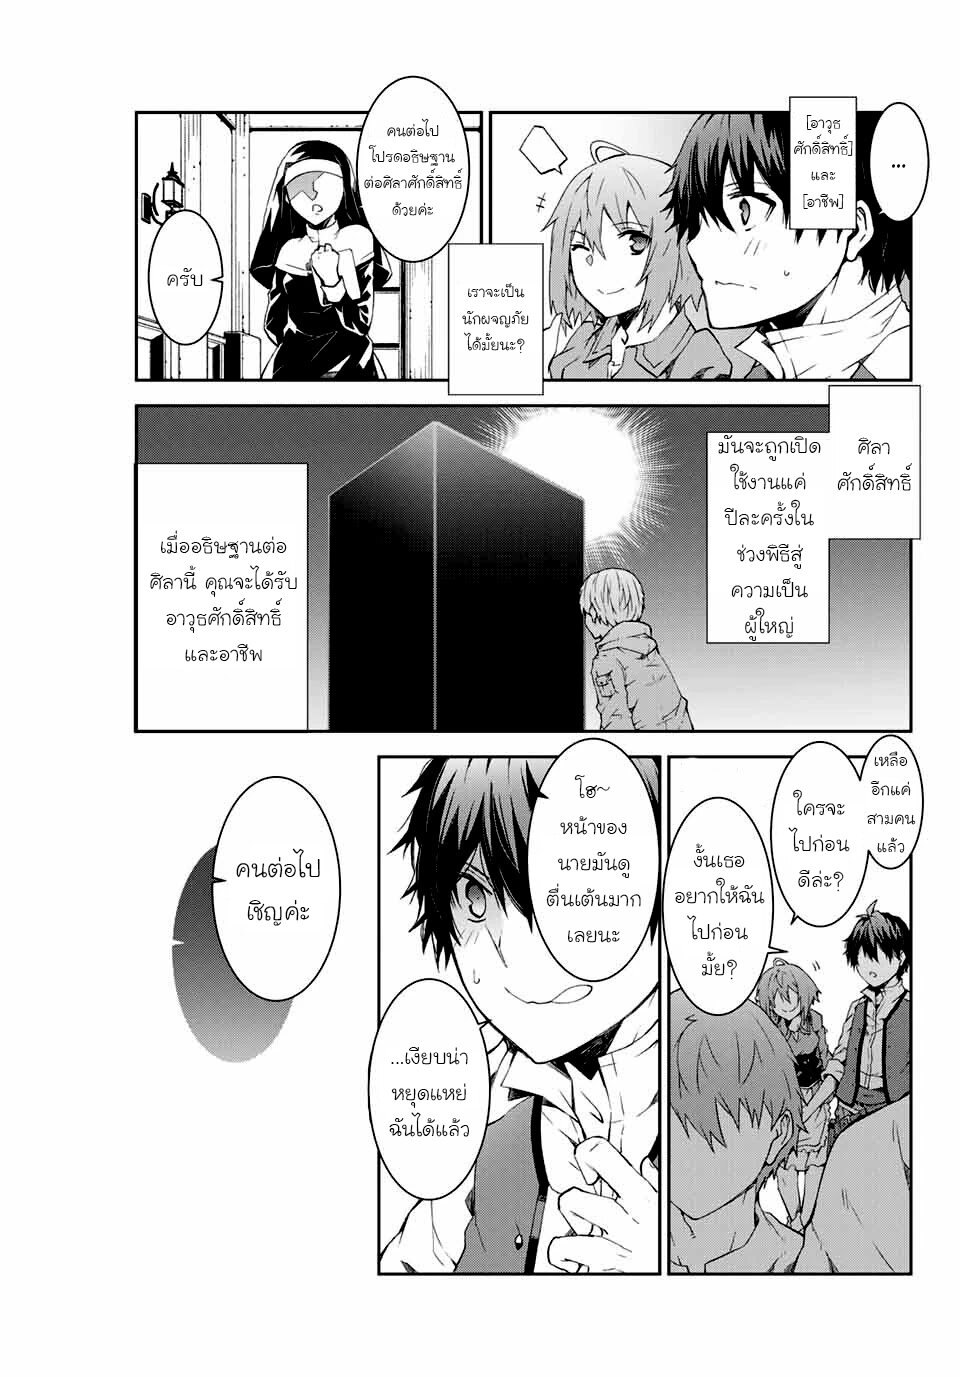 ...
[อาวุธ
ศักดิ์สิทธิ์]
และ
[อาชีพ]
เราจะเป็น
นักผจญภัย
ได้มั้ยนะ?
คนต่อไป
โปรดอธิษฐาน
ต่อศิลาศักดิ์สิทธิ์
ด้วยค่ะ
ครับ
ศิลา
ศักดิ์สิทธิ์
มันจะถูกเปิด
ใช้งานแค่
ปีละครั้งใน
ช่วงพิธีสู่
ความเป็น
ผู้ใหญ่
เมื่ออธิษฐานต่อ
ศิลานี้ คุณจะได้รับ
อาวุธศักดิ์สิทธิ์
และอาชีพ
เหลือ
อีกแค่
สามคน
แล้ว
ใครจะ
ไปก่อน
ดีล่ะ?
งั้นเธอ
อยากให้ฉัน
ไปก่อน
มั้ย?
โฮ~
หน้าของ
นายมันดู
ตื่นเต้นมาก
เลยนะ
...เงียบน่า
หยุดแหย่
ฉันได้แล้ว
คนต่อไป
เชิญค่ะ